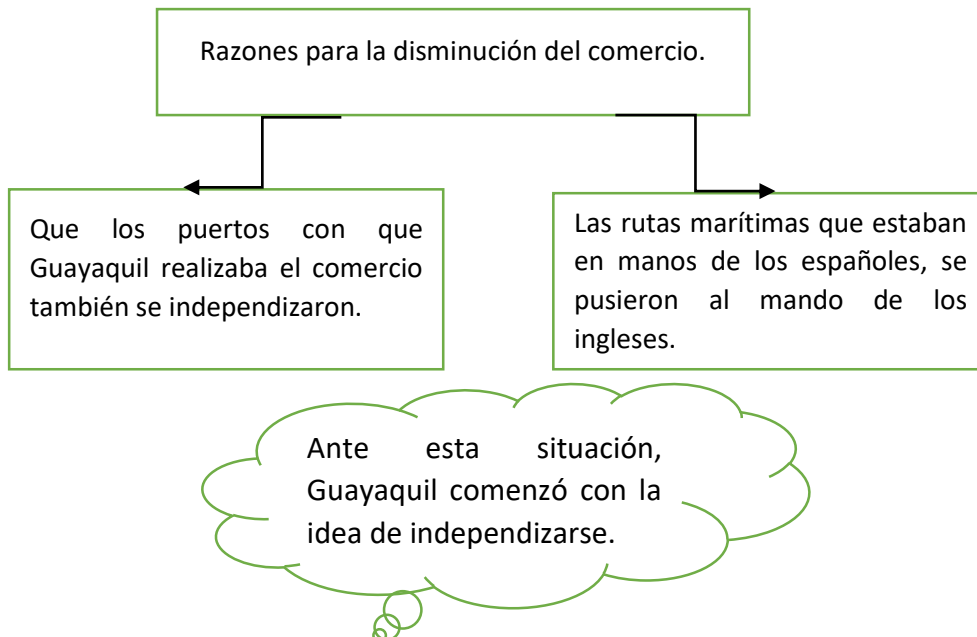 Razones para la disminución del comercio.
Que los puertos con que
Guayaquil realizaba el comercio
también se independizaron.
Las rutas marítimas que estaban
en manos de los españoles, se
pusieron al mando de los
ingleses.
Ante esta situación,
Guayaquil comenzó con la
idea de independizarse.